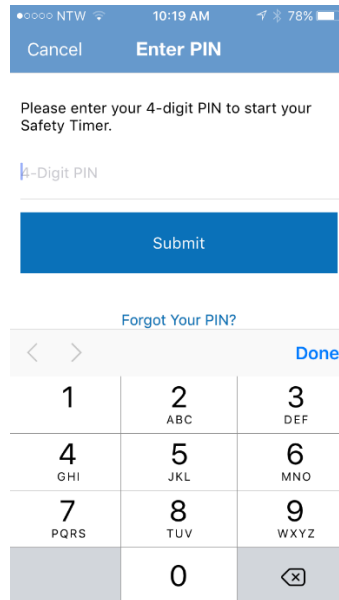 NTW 10:19 AM 78%
Cancel Enter PIN
Please enter your 4-digit PIN to start your
Safety Timer.
4-Digit PIN
Submit
Forgot Your PIN?
Done
1 2 3
ABC DEF
4 5 6
GHI JKL MNO
7 8 9
PQRS TUV WXYZ
0